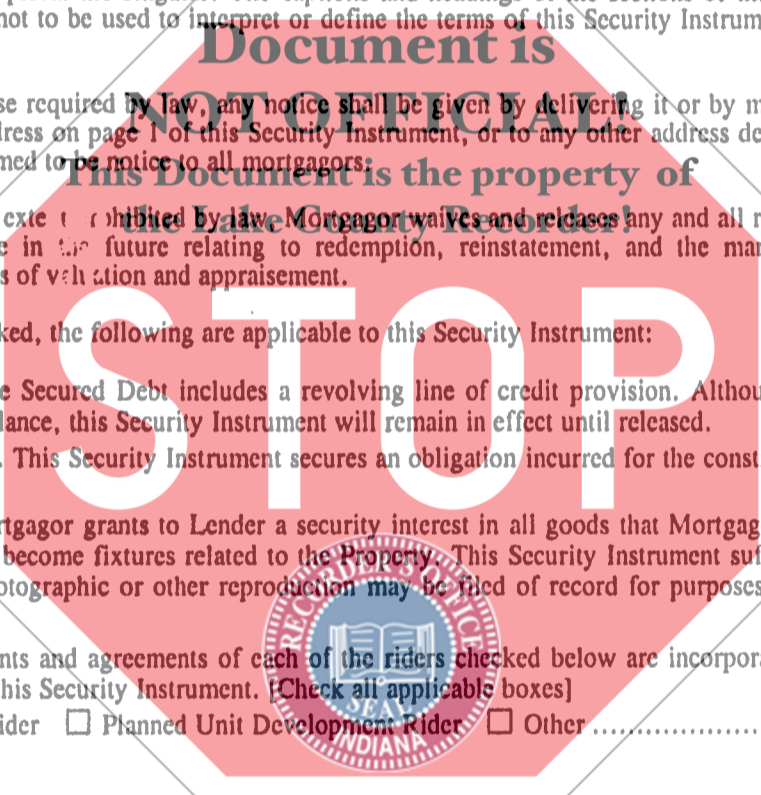 not to be used to interpret or define the terms of this Security Instrum
Document is
se required by law, any notice shall be given by delivering it or by m
NOT OFFICIAL!
ress on page 1 of this Security Instrument, or to any other address de
med to be notice to all mortgagors.
This Document is the property of
exte hibited by law, Mortgagor waives and releases any and all r
the Lake County Recorder!
e in future relating to redemption, reinstatement, and the mar
s of and appraisement.
STOP
ked, the following are applicable to this Security Instrument:
e Secured Debt includes a revolving line of credit provision. Althou
lance, this Security Instrument will remain in effect until released.
. This Security Instrument secures an obligation incurred for the const
rtgagor grants to Lender a security interest in all goods that Mortgag
become fixtures related to the Property. This Security Instrument suf
otographic or other reproduction may be filed of record for purposes
RECORDER'S OFFICE
SEAL
INDIANA
nts and agreements of each of the riders checked below are incorpora
his Security Instrument. [Check all applicable boxes]
ider ☐ Planned Unit Development Rider ☐ Other ....................